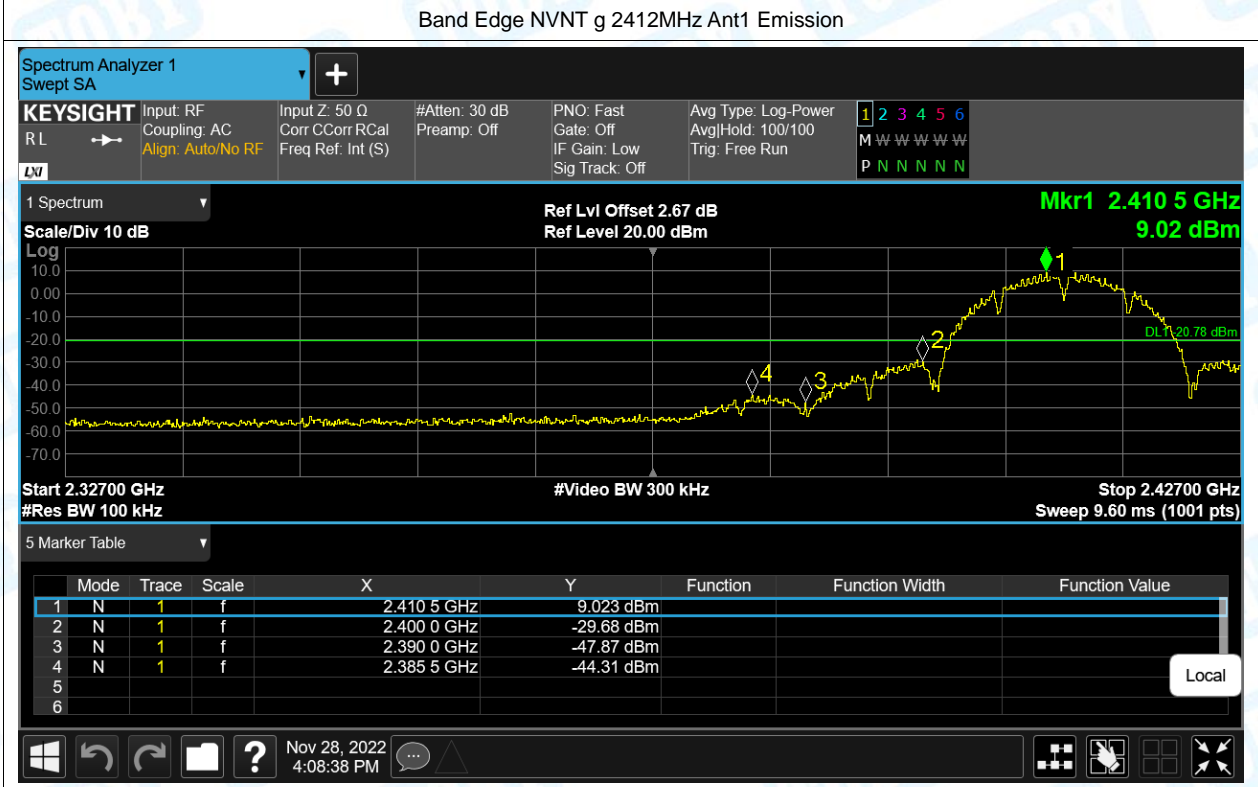 Band Edge NVNT g 2412MHz Ant1 Emission
Spectrum Analyzer 1
Swept SA
KEYSIGHT
R L
LXI
Input: RF
Coupling: AC
Align: Auto/No RF
Input Z: 50 Ω
Corr CCorr RCal
Freq Ref: Int (S)
#Atten: 30 dB
Preamp: Off
PNO: Fast
Gate: Off
IF Gain: Low
Sig Track: Off
Avg Type: Log-Power
Avg|Hold: 100/100
Trig: Free Run
1 2 3 4 5 6
M W W W W W
P N N N N N N
1 Spectrum
Scale/Div 10 dB
Ref Lvl Offset 2.67 dB
Ref Level 20.00 dBm
Mkr1 2.410 5 GHz
9.02 dBm
Log
10.0
0.00
-10.0
-20.0
-30.0
-40.0
-50.0
-60.0
-70.0
1
2
3
4
DL1 -20.78 dBm
Start 2.32700 GHz
#Video BW 300 kHz
Stop 2.42700 GHz
#Res BW 100 kHz
Sweep 9.60 ms (1001 pts)
5 Marker Table
Mode Trace Scale X Y Function Function Width Function Value
1 N 1 f 2.410 5 GHz 9.023 dBm
2 N 1 f 2.400 0 GHz -29.68 dBm
3 N 1 f 2.390 0 GHz -47.87 dBm
4 N 1 f 2.385 5 GHz -44.31 dBm
5
6
Local
?
Nov 28, 2022
4:08:38 PM